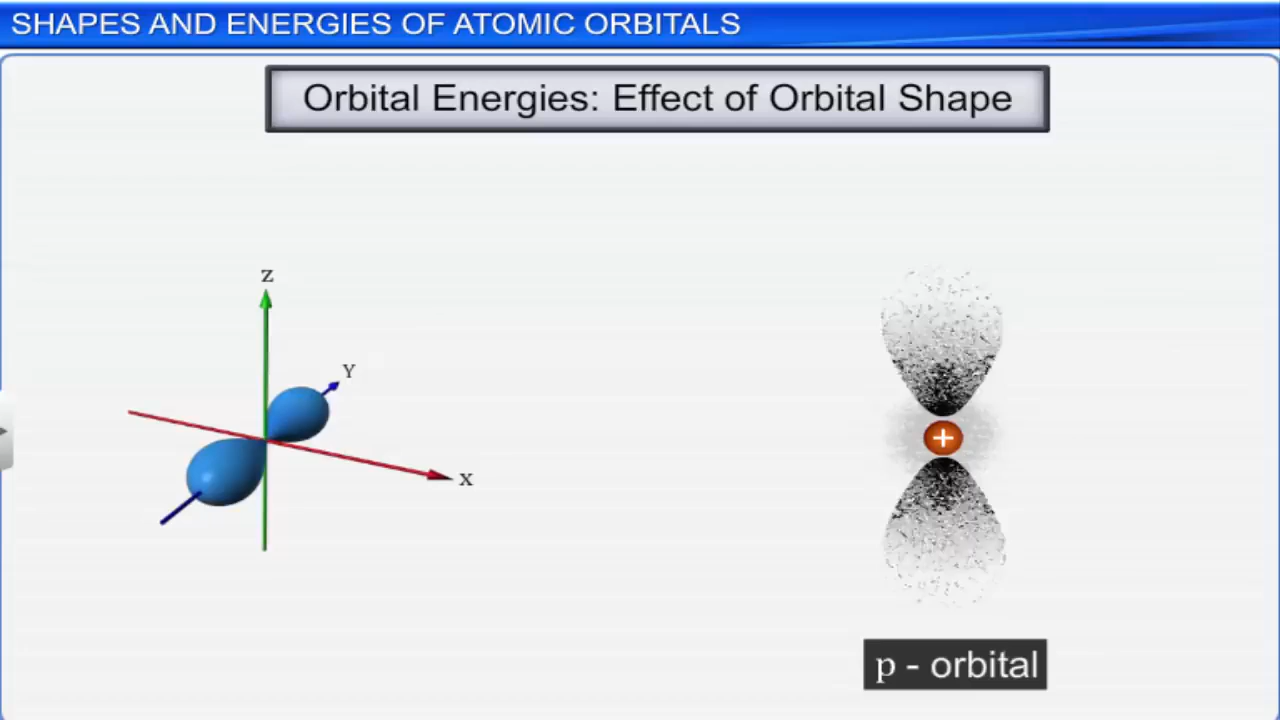 SHAPES AND ENERGIES OF ATOMIC ORBITALS
Orbital Energies: Effect of Orbital Shape
z
Y
x
+
p - orbital